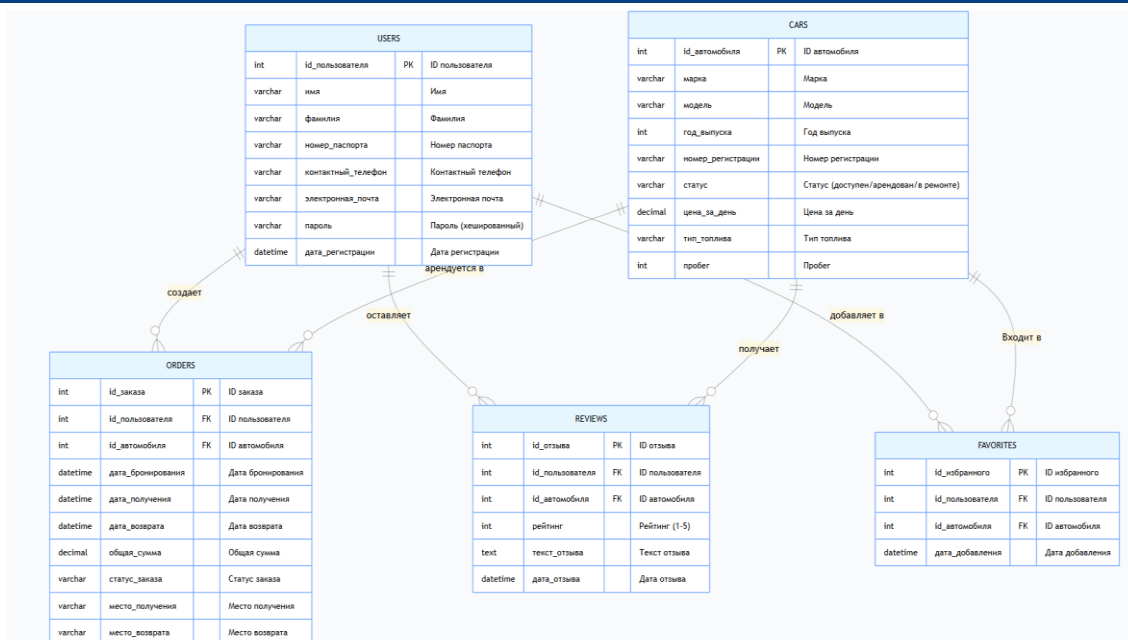 USERS
int id_пользователя PK ID пользователя
varchar имя Имя
varchar фамилия Фамилия
varchar номер_паспорта Номер паспорта
varchar контактный_телефон Контактный телефон
varchar электронная_почта Электронная почта
varchar пароль Пароль (хешированный)
datetime дата_регистрации Дата регистрации
CARS
int id_автомобиля PK ID автомобиля
varchar марка Марка
varchar модель Модель
int год_выпуска Год выпуска
varchar номер_регистрации Номер регистрации
varchar статус Статус (доступен/арендован/в ремонте)
decimal цена_за_день Цена за день
varchar тип_топлива Тип топлива
int пробег Пробег
создает
арендуется в
оставляет
получает
добавляет в
Входит в
ORDERS
int id_заказа PK ID заказа
int id_пользователя FK ID пользователя
int id_автомобиля FK ID автомобиля
datetime дата_бронирования Дата бронирования
datetime дата_получения Дата получения
datetime дата_возврата Дата возврата
decimal общая_сумма Общая сумма
varchar статус_заказа Статус заказа
varchar место_получения Место получения
varchar место_возврата Место возврата
REVIEWS
int id_отзыва PK ID отзыва
int id_пользователя FK ID пользователя
int id_автомобиля FK ID автомобиля
int рейтинг Рейтинг (1-5)
text текст_отзыва Текст отзыва
datetime дата_отзыва Дата отзыва
FAVORITES
int id_избранного PK ID избранного
int id_пользователя FK ID пользователя
int id_автомобиля FK ID автомобиля
datetime дата_добавления Дата добавления